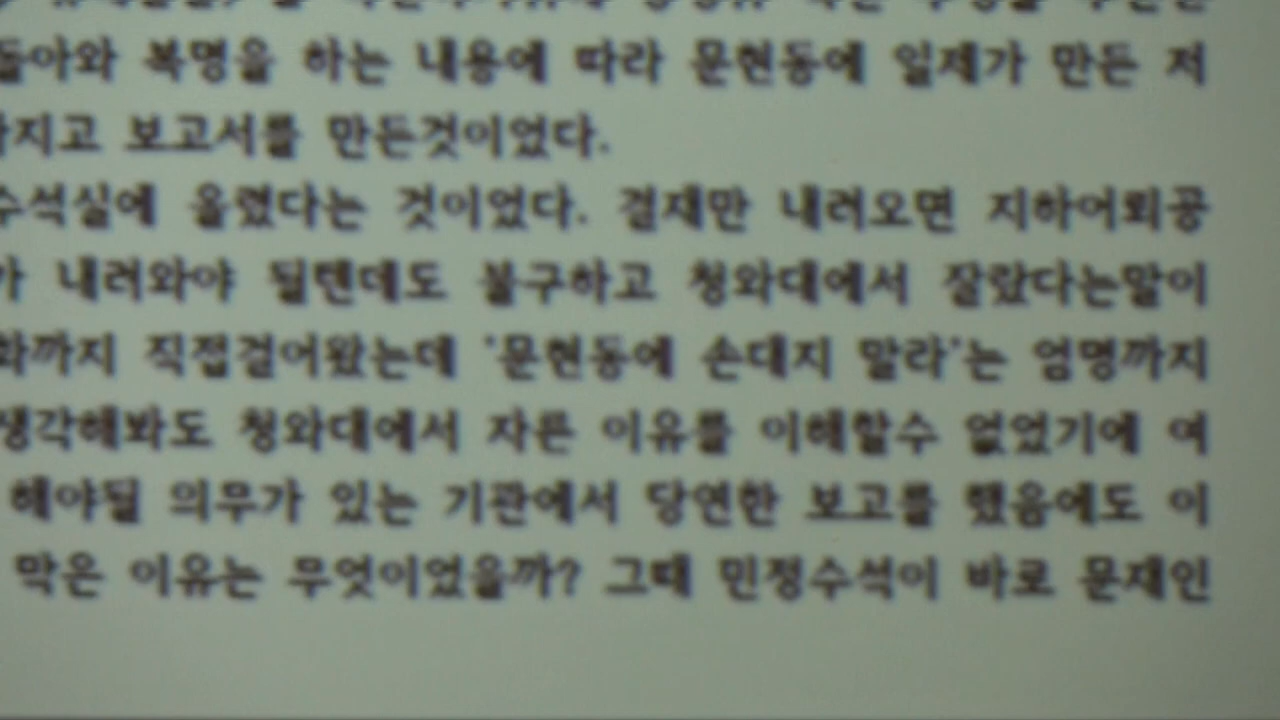 돌아와 복명을 하는 내용에 따라 문현동에 일제가 만든 저
가지고 보고서를 만든것이었다.
수석실에 올렸다는 것이었다. 결재만 내려오면 지하어뢰공
가 내려와야 될텐데도 불구하고 청와대에서 잘랐다는말이
화까지 직접걸어왔는데 '문현동에 손대지 말라'는 엄명까지
생각해봐도 청와대에서 자른 이유를 이해할수 없었기에 여
해야될 의무가 있는 기관에서 당연한 보고를 했음에도 이
막은 이유는 무엇이었을까? 그때 민정수석이 바로 문재인